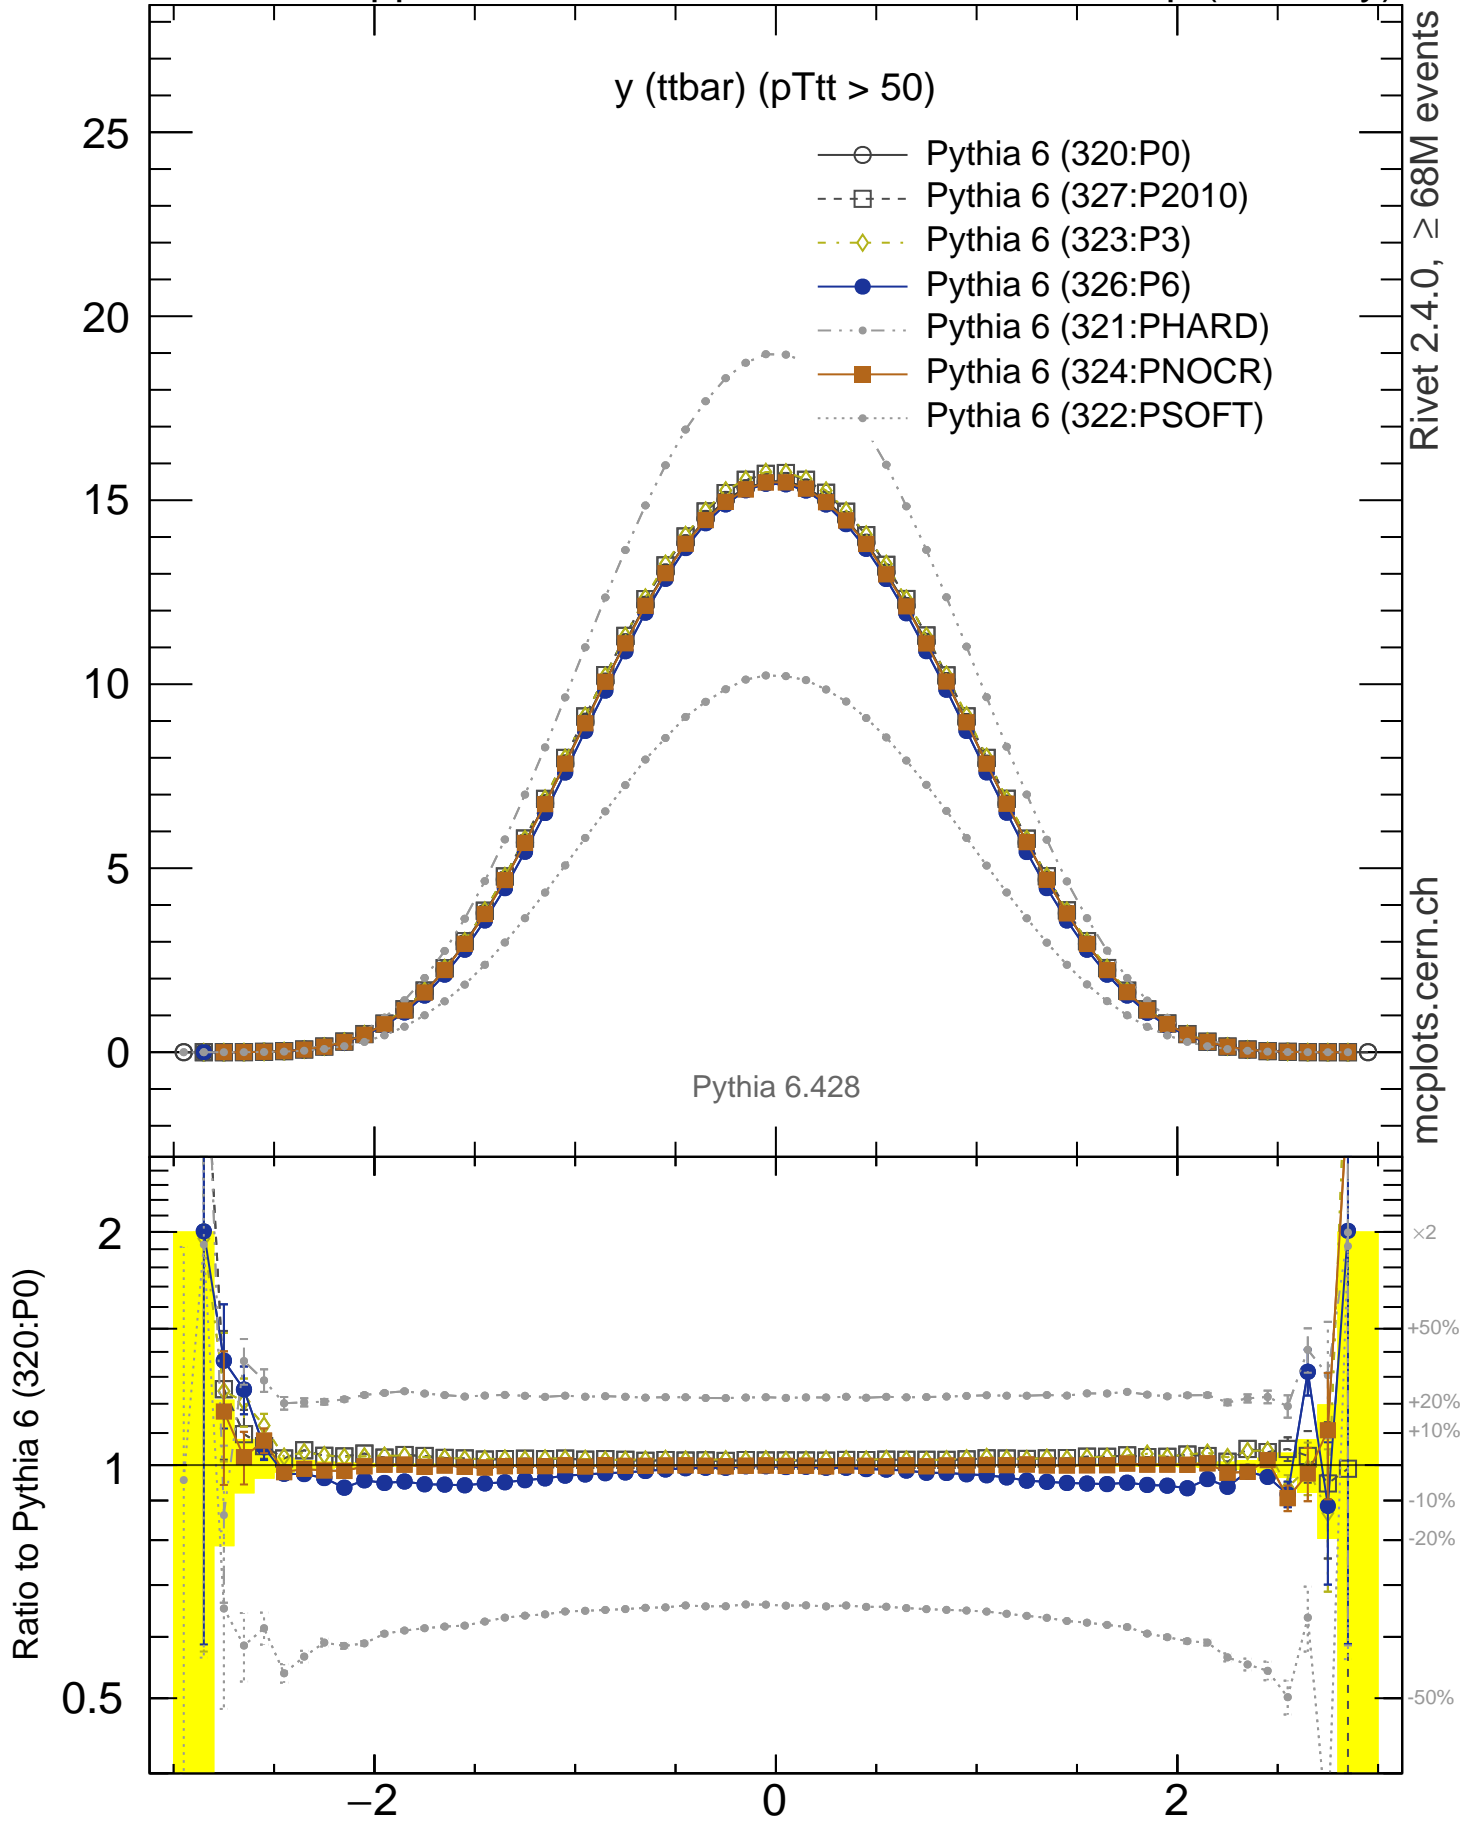 y (ttbar) (pTtt > 50)
25
20
15
10
5
0
Pythia 6 (320:P0)
Pythia 6 (327:P2010)
Pythia 6 (323:P3)
Pythia 6 (326:P6)
Pythia 6 (321:PHARD)
Pythia 6 (324:PNOCR)
Pythia 6 (322:PSOFT)
Pythia 6.428
Rivet 2.4.0, ≥ 68M events
mcplots.cern.ch
Ratio to Pythia 6 (320:P0)
2
1
0.5
×2
+50%
+20%
+10%
-10%
-20%
-50%
−2
0
2